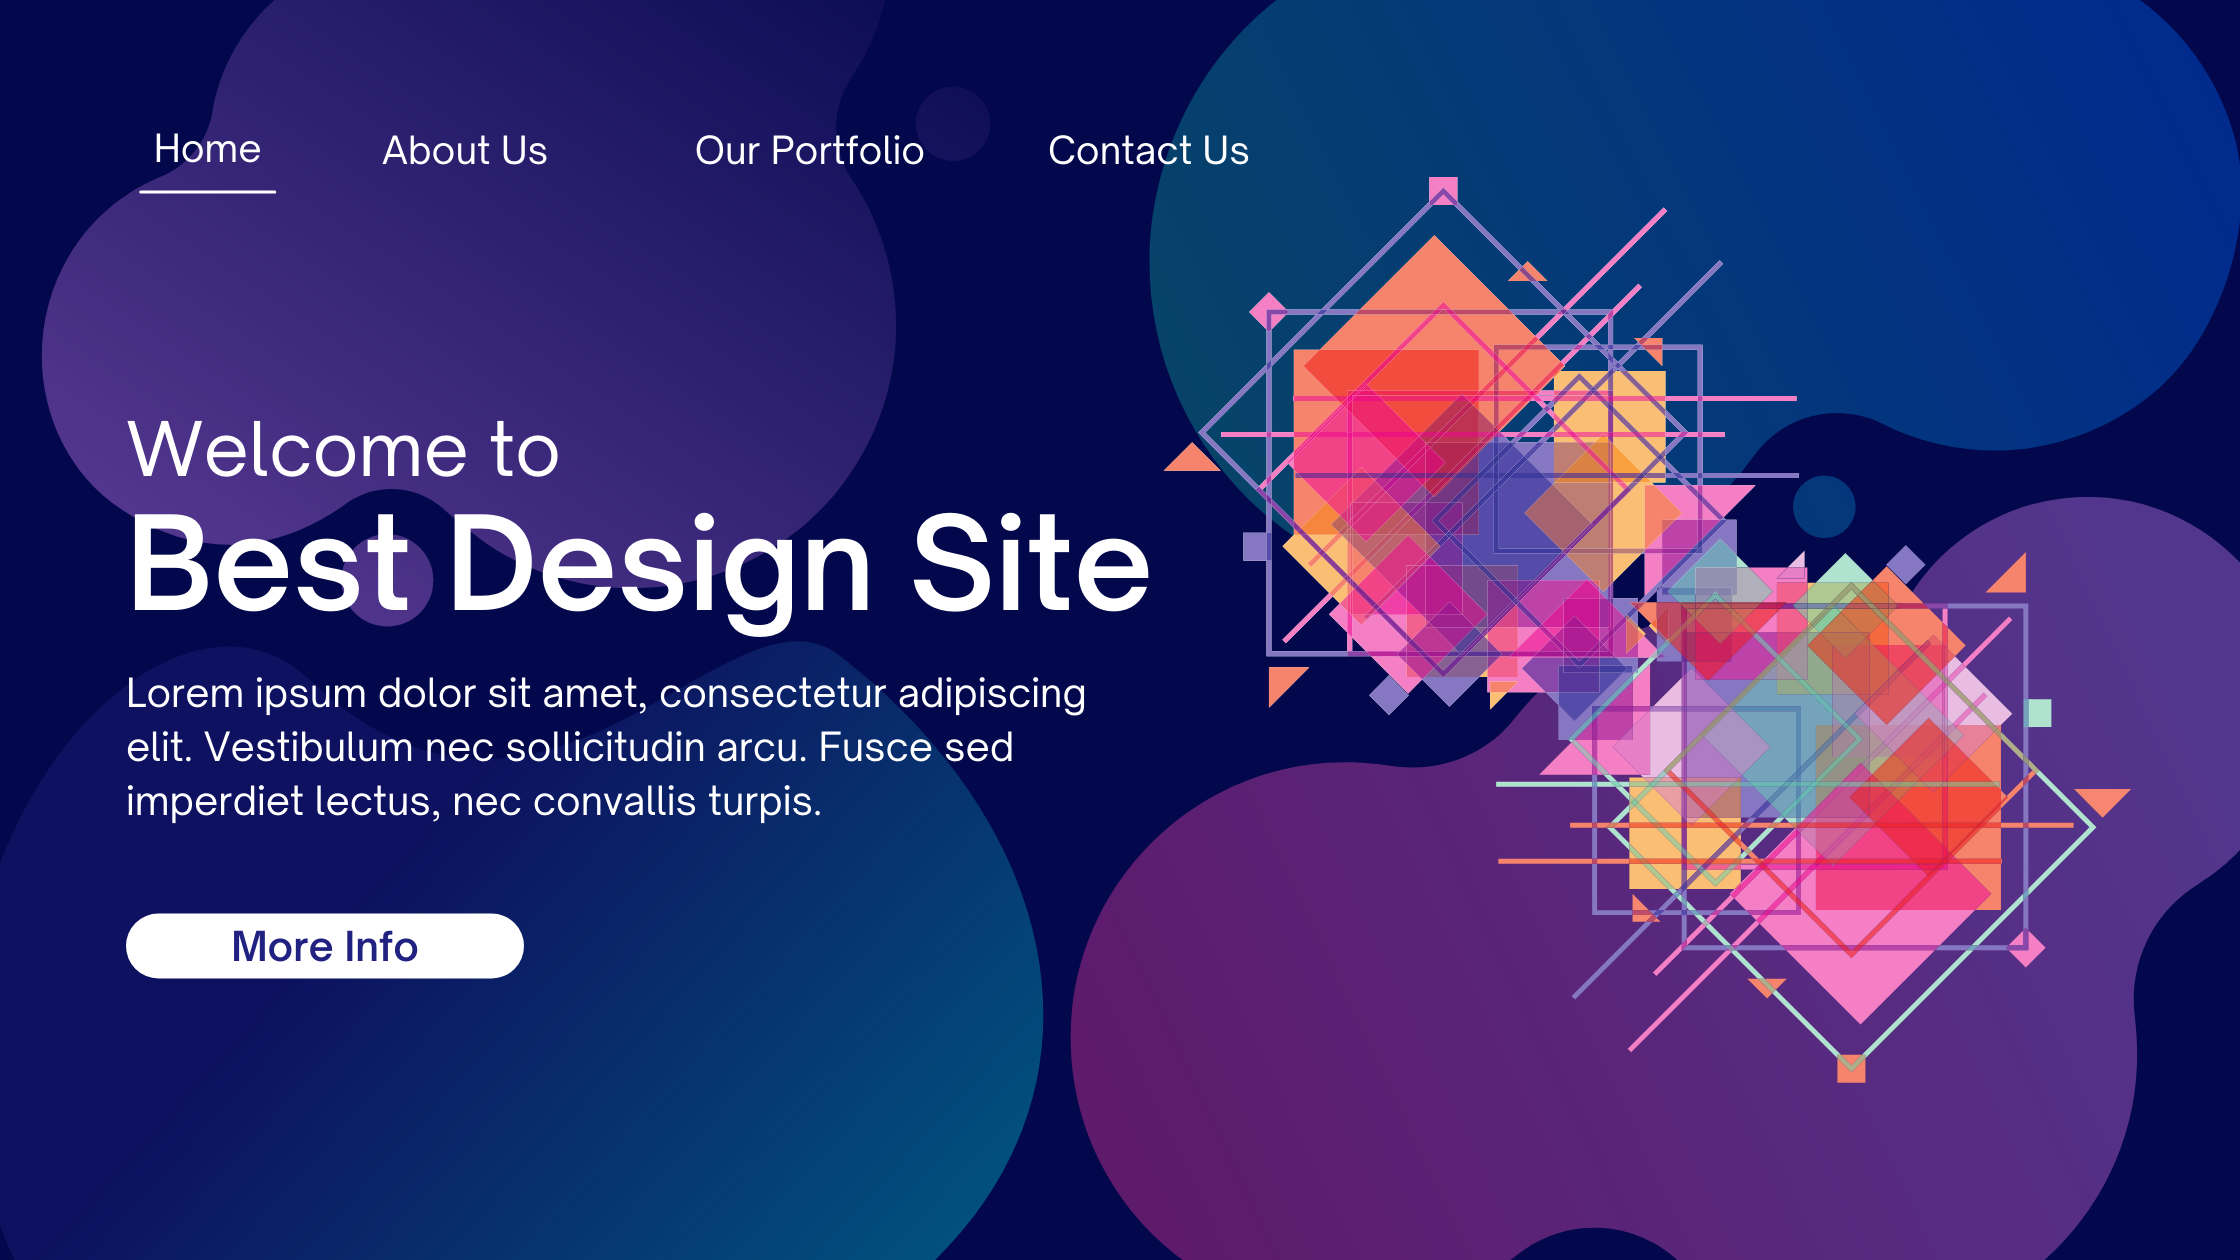 Home About Us Our Portfolio Contact Us
Welcome to
Best Design Site
Lorem ipsum dolor sit amet, consectetur adipiscing
elit. Vestibulum nec sollicitudin arcu. Fusce sed
imperdiet lectus, nec convallis turpis.
More Info